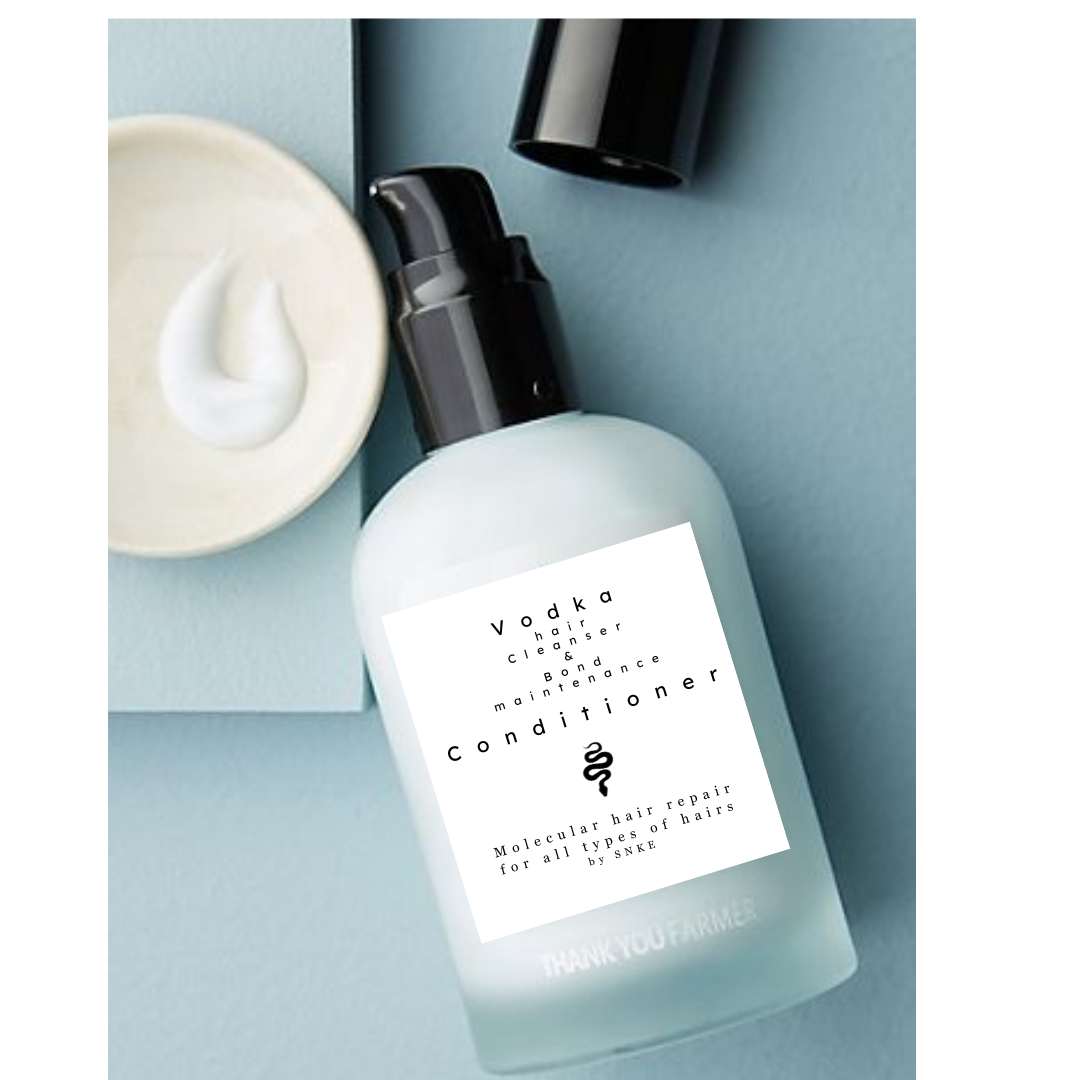 Vodka
hair
Cleanser
&
Bond
maintenance
Conditioner
Molecular hair repair
for all types of hairs
by SNKE
THANK YOU FARMER